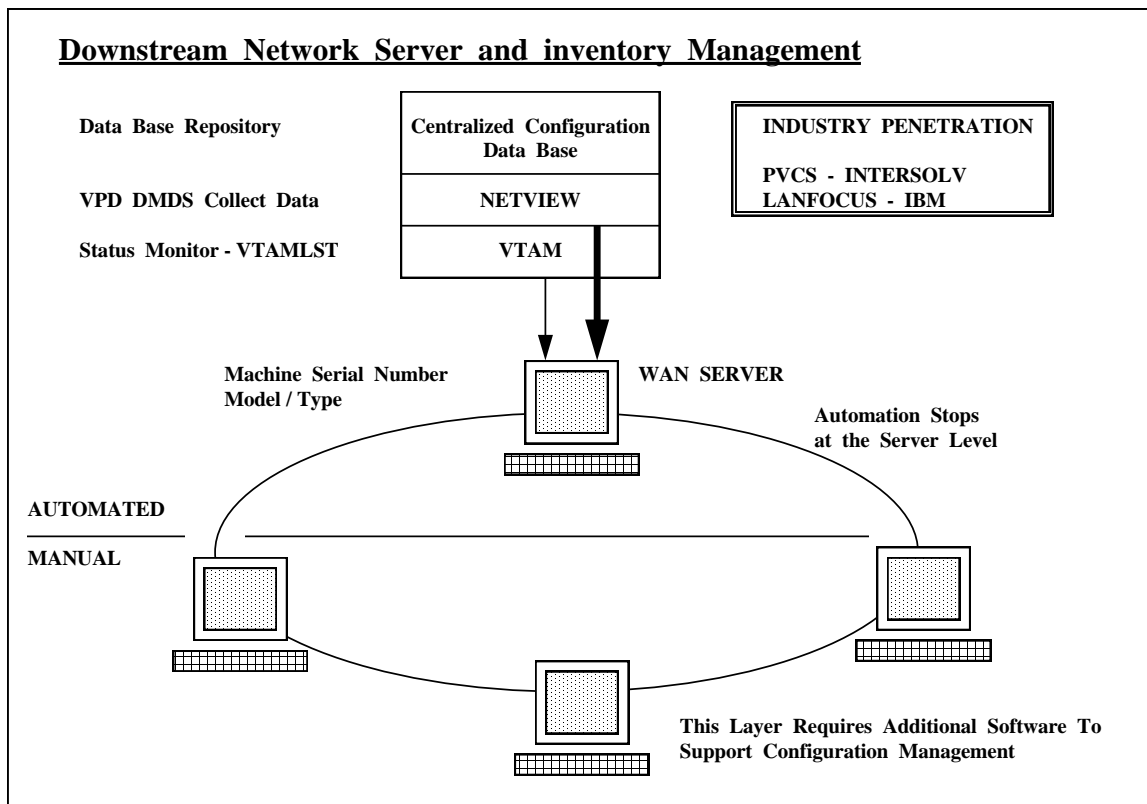 Downstream Network Server and inventory Management
Data Base Repository
Centralized Configuration
Data Base
INDUSTRY PENETRATION
PVCS - INTERSOLV
LANFOCUS - IBM
VPD DMDS Collect Data
NETVIEW
Status Monitor - VTAMLST
VTAM
Machine Serial Number
Model / Type
WAN SERVER
Automation Stops
at the Server Level
AUTOMATED
MANUAL
This Layer Requires Additional Software To
Support Configuration Management